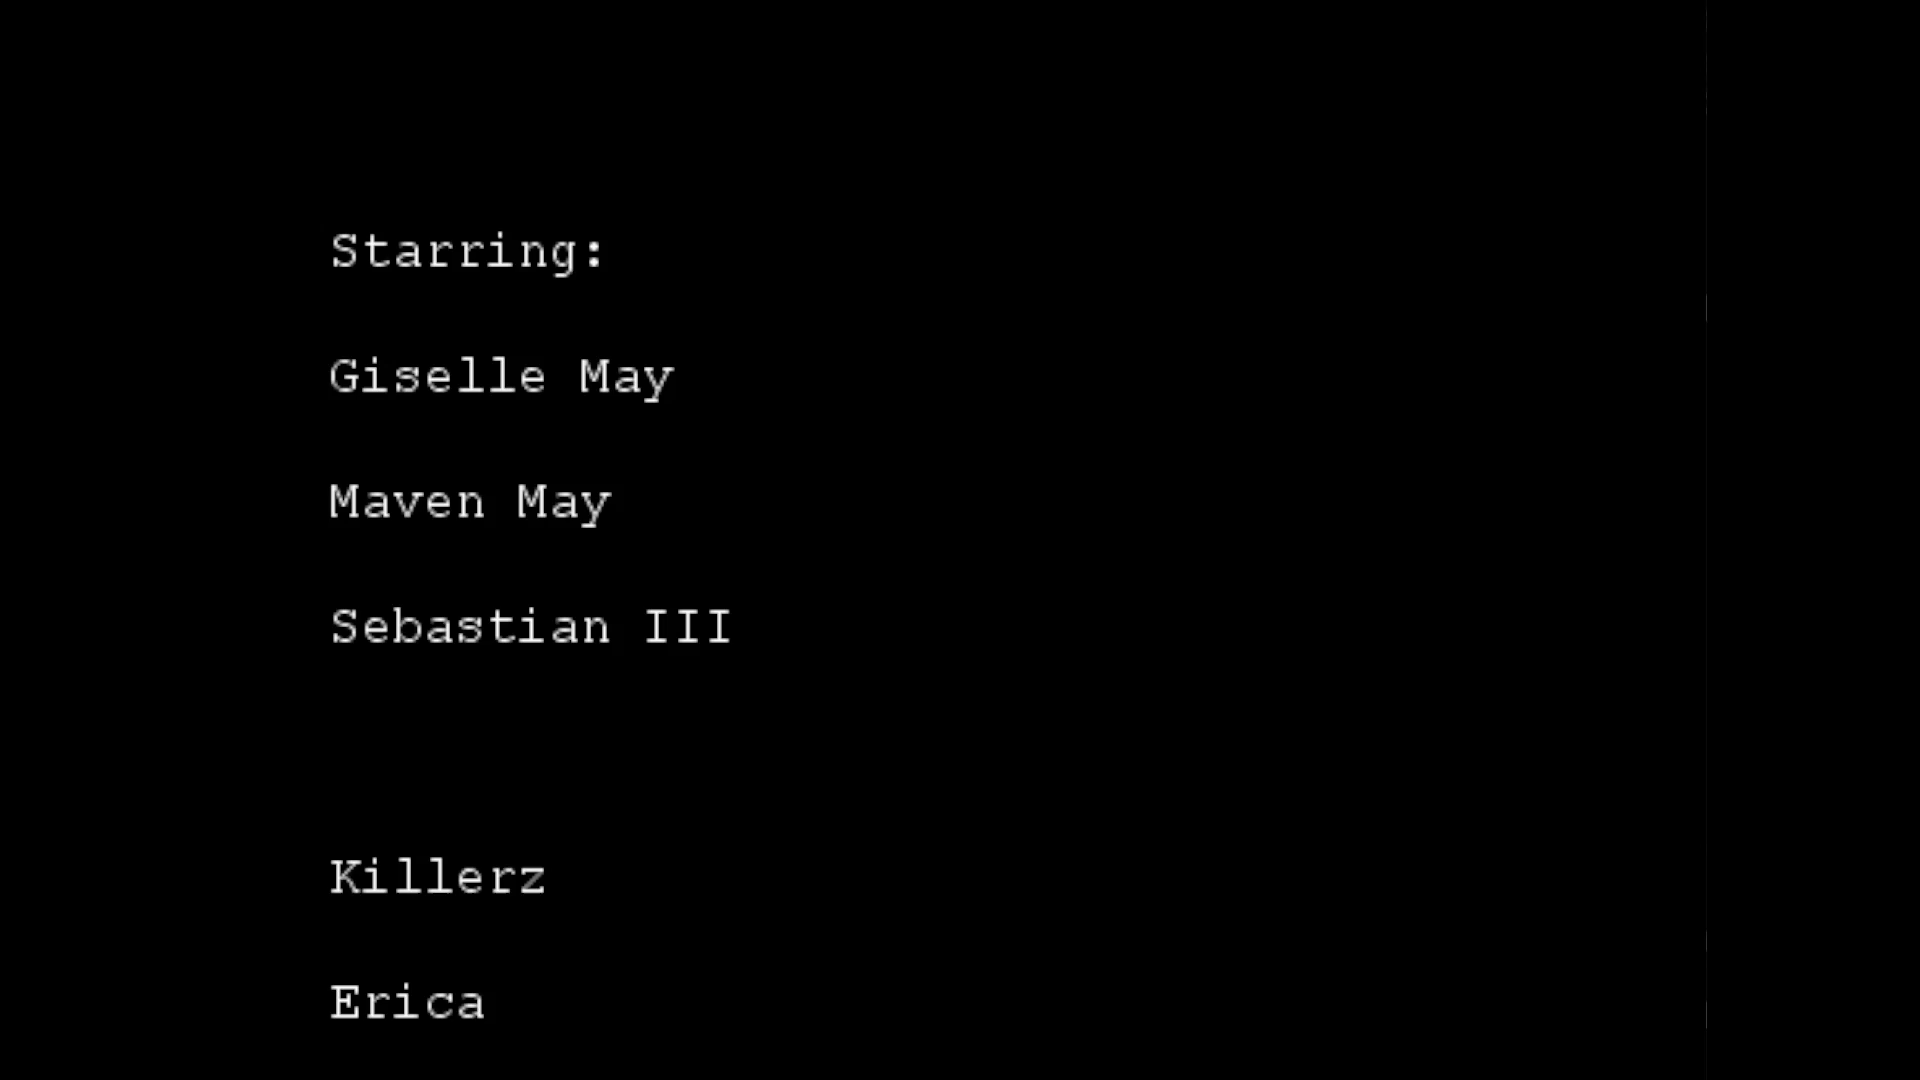 Starring:
Giselle May
Maven May
Sebastian III
Killerz
Erica